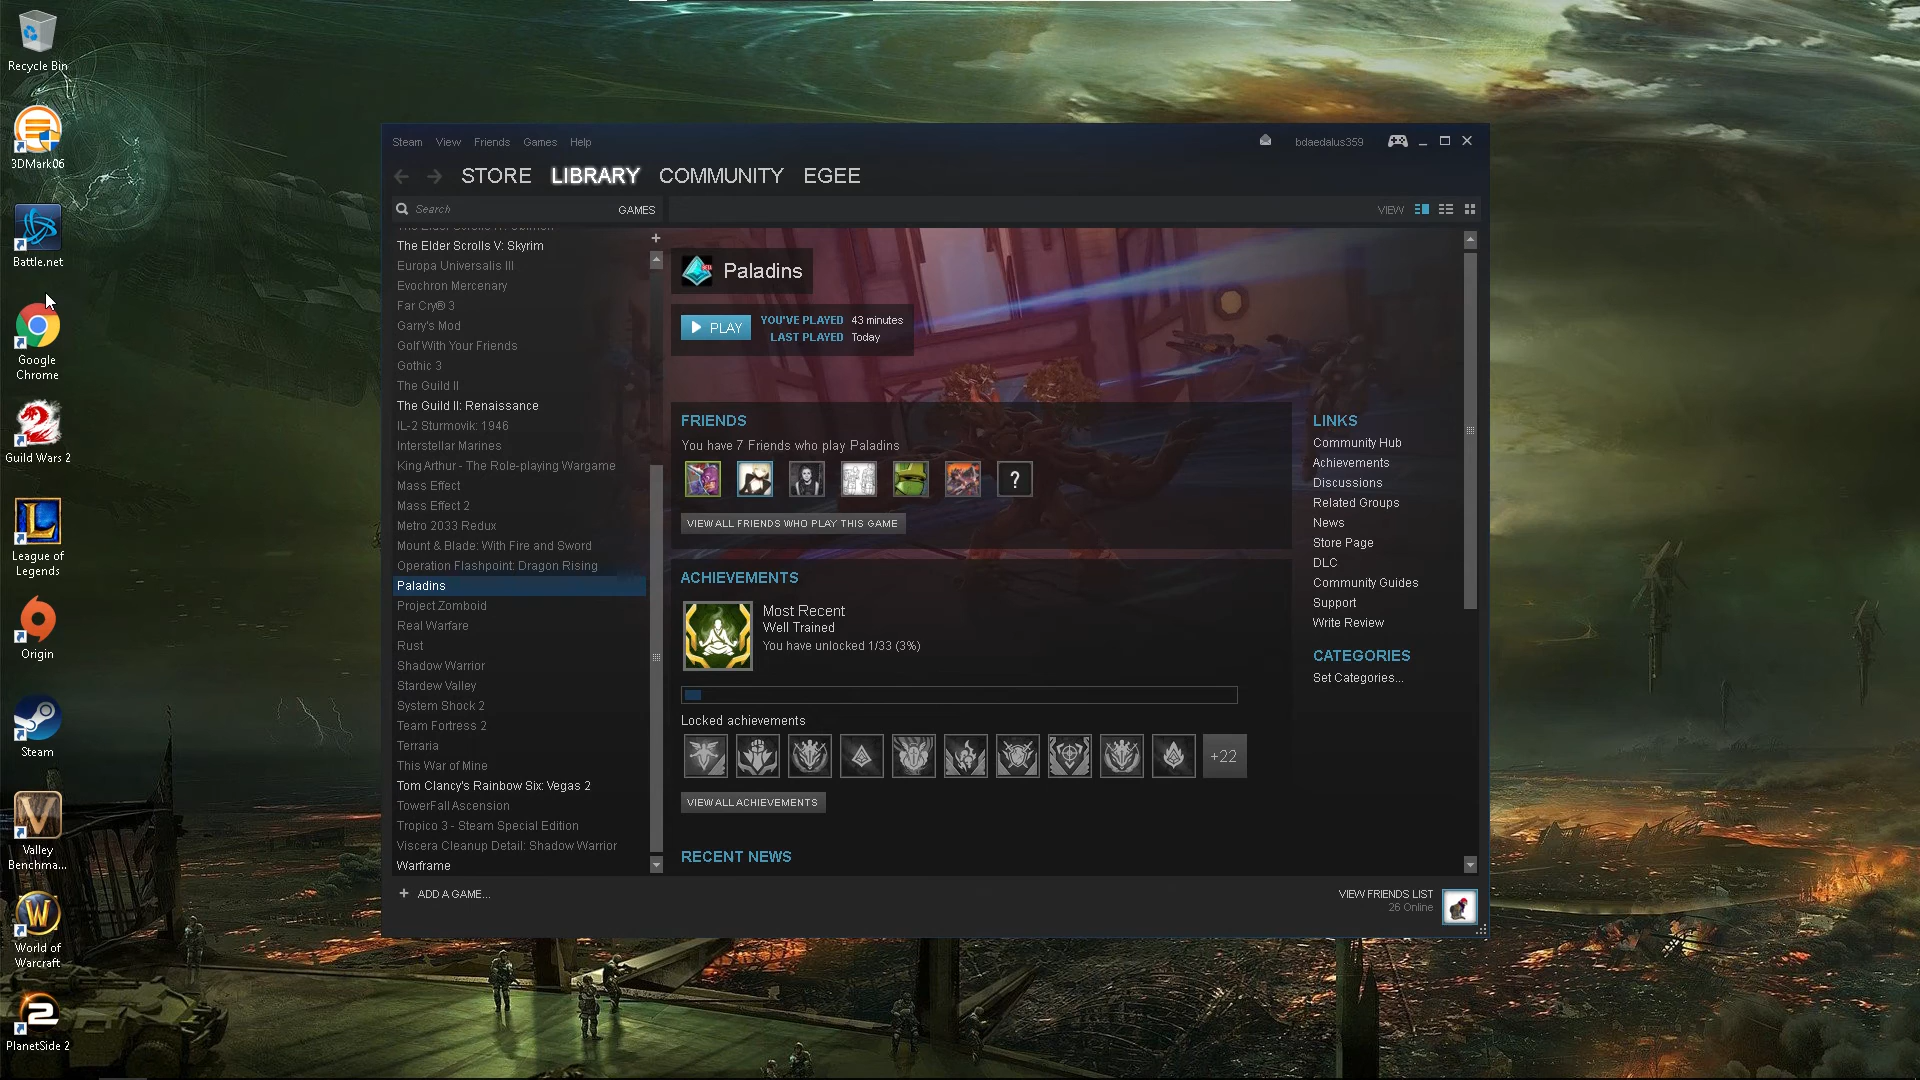 Recycle Bin
3DMark06
Battle.net
Google
Chrome
Guild Wars 2
League of
Legends
Origin
Steam
Valley
Benchma...
World of
Warcraft
PlanetSide 2
Steam View Friends Games Help
bdaedalus359
STORE LIBRARY COMMUNITY EGEE
Search GAMES
VIEW
The Elder Scrolls V: Skyrim
Europa Universalis III
Evochron Mercenary
Far Cry® 3
Garry's Mod
Golf With Your Friends
Gothic 3
The Guild II
The Guild II: Renaissance
IL-2 Sturmovik: 1946
Interstellar Marines
King Arthur - The Role-playing Wargame
Mass Effect
Mass Effect 2
Metro 2033 Redux
Mount & Blade: With Fire and Sword
Operation Flashpoint: Dragon Rising
Paladins
Project Zomboid
Real Warfare
Rust
Shadow Warrior
Stardew Valley
System Shock 2
Team Fortress 2
Terraria
This War of Mine
Tom Clancy's Rainbow Six: Vegas 2
TowerFall Ascension
Tropico 3 - Steam Special Edition
Viscera Cleanup Detail: Shadow Warrior
Warframe
+ ADD A GAME...
Paladins
PLAY
YOU'VE PLAYED 43 minutes
LAST PLAYED Today
FRIENDS
You have 7 Friends who play Paladins
?
VIEW ALL FRIENDS WHO PLAY THIS GAME
ACHIEVEMENTS
Most Recent
Well Trained
You have unlocked 1/33 (3%)
Locked achievements
+22
VIEW ALL ACHIEVEMENTS
RECENT NEWS
LINKS
Community Hub
Achievements
Discussions
Related Groups
News
Store Page
DLC
Community Guides
Support
Write Review
CATEGORIES
Set Categories...
VIEW FRIENDS LIST
26 Online